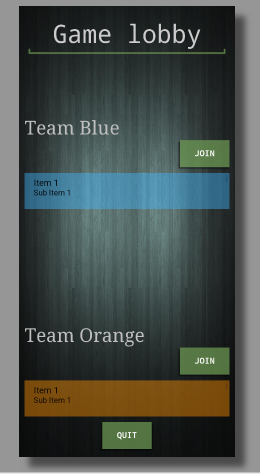 Game lobby
Team Blue
JOIN
Item 1
Sub Item 1
Team Orange
JOIN
Item 1
Sub Item 1
QUIT